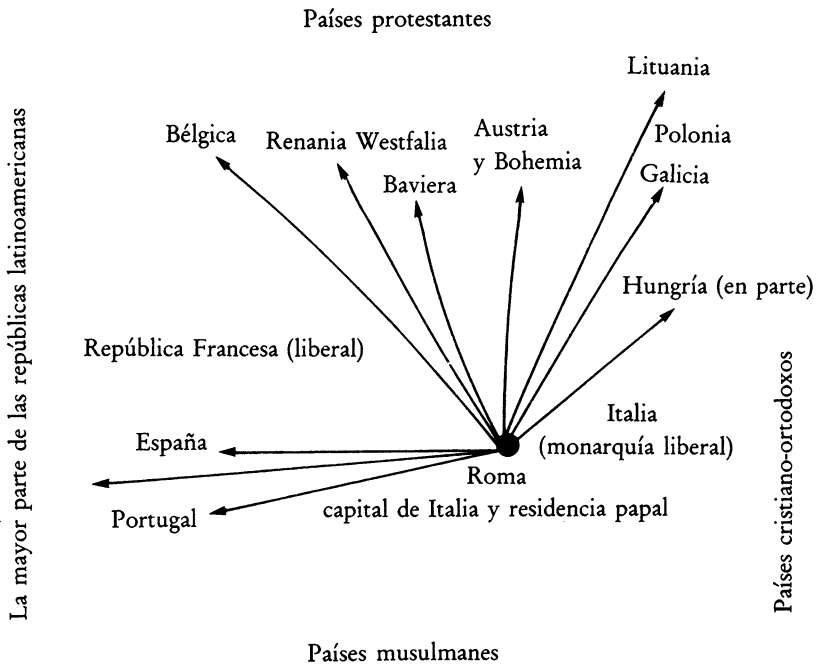 Países protestantes
Lituania
Bélgica
Renania Westfalia
Austria
y Bohemia
Polonia
Baviera
Galicia
Hungría (en parte)
República Francesa (liberal)
Italia
(monarquía liberal)
España
Roma
capital de Italia y residencia papal
Portugal
La mayor parte de las repúblicas latinoamericanas
Países cristiano-ortodoxos
Países musulmanes